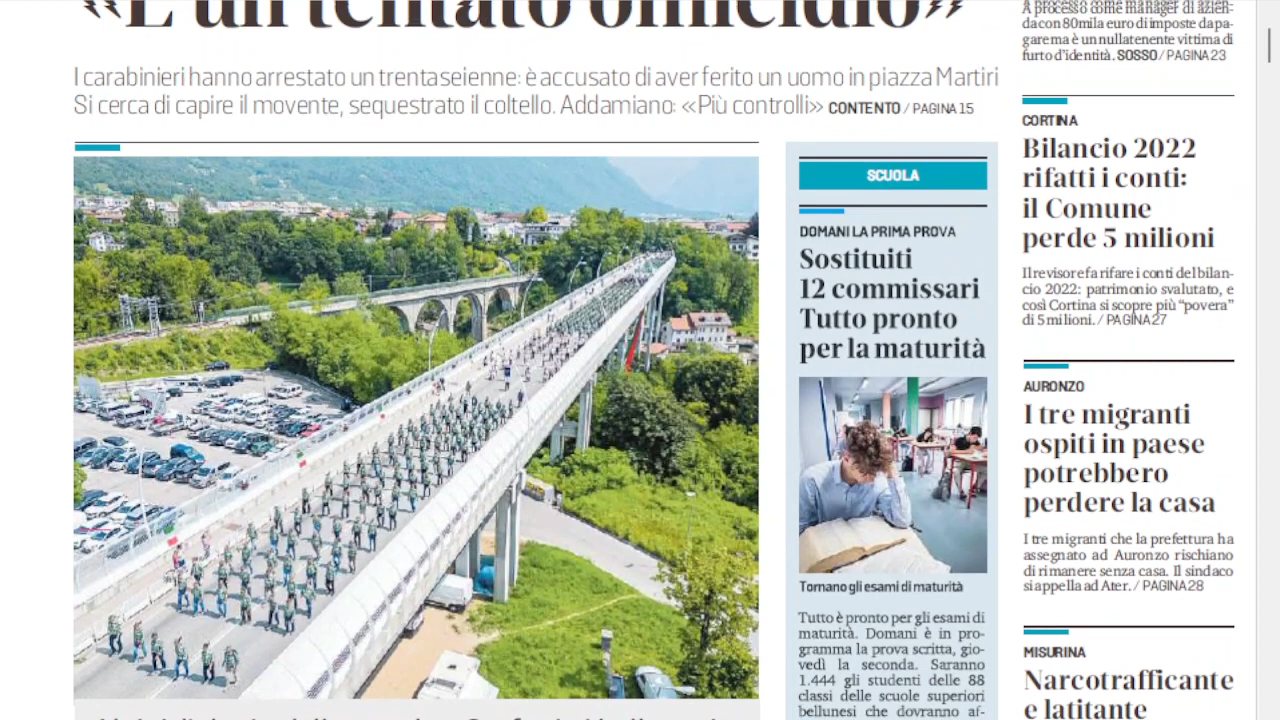 «È un tentato omicidio»
I carabinieri hanno arrestato un trentaseienne: è accusato di aver ferito un uomo in piazza Martiri
Si cerca di capire il movente, sequestrato il coltello. Addamiano: «Più controlli» CONTENTO / PAGINA 15
SCUOLA
DOMANI LA PRIMA PROVA
Sostituiti
12 commissari
Tutto pronto
per la maturità
Tornano gli esami di maturità
Tutto è pronto per gli esami di
maturità. Domani è in pro-
gramma la prova scritta, gio-
vedì la seconda. Saranno
1.444 gli studenti delle 88
classi delle scuole superiori
bellunesi che dovranno af-
A processo come manager di azien-
da con 80mila euro di imposte da pa-
gare ma è un nullatenente vittima di
furto d'identità. SOSSO / PAGINA 23
CORTINA
Bilancio 2022
rifatti i conti:
il Comune
perde 5 milioni
Il revisore fa rifare i conti del bilan-
cio 2022: patrimonio svalutato, e
così Cortina si scopre più "povera"
di 5 milioni. / PAGINA 27
AURONZO
I tre migranti
ospiti in paese
potrebbero
perdere la casa
I tre migranti che la prefettura ha
assegnato ad Auronzo rischiano
di rimanere senza casa. Il sindaco
si appella ad Ater. / PAGINA 28
MISURINA
Narcotrafficante
e latitante